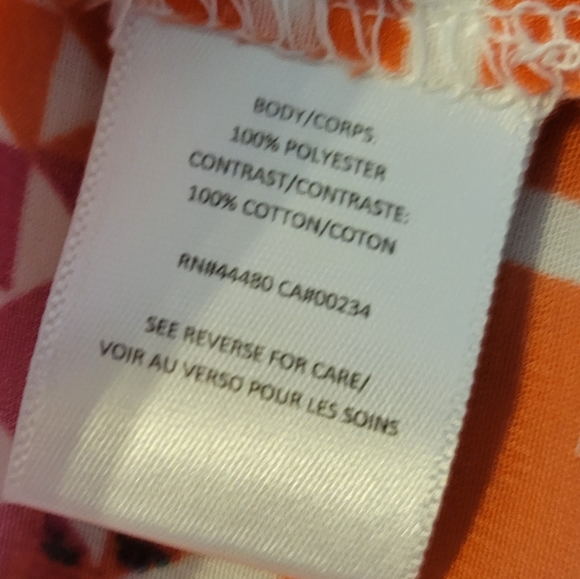 BODY/CORPS:
100% POLYESTER
CONTRAST/CONTRASTE:
100% COTTON/COTON
RN#44480 CA#00234
SEE REVERSE FOR CARE/
VOIR AU VERSO POUR LES SOINS